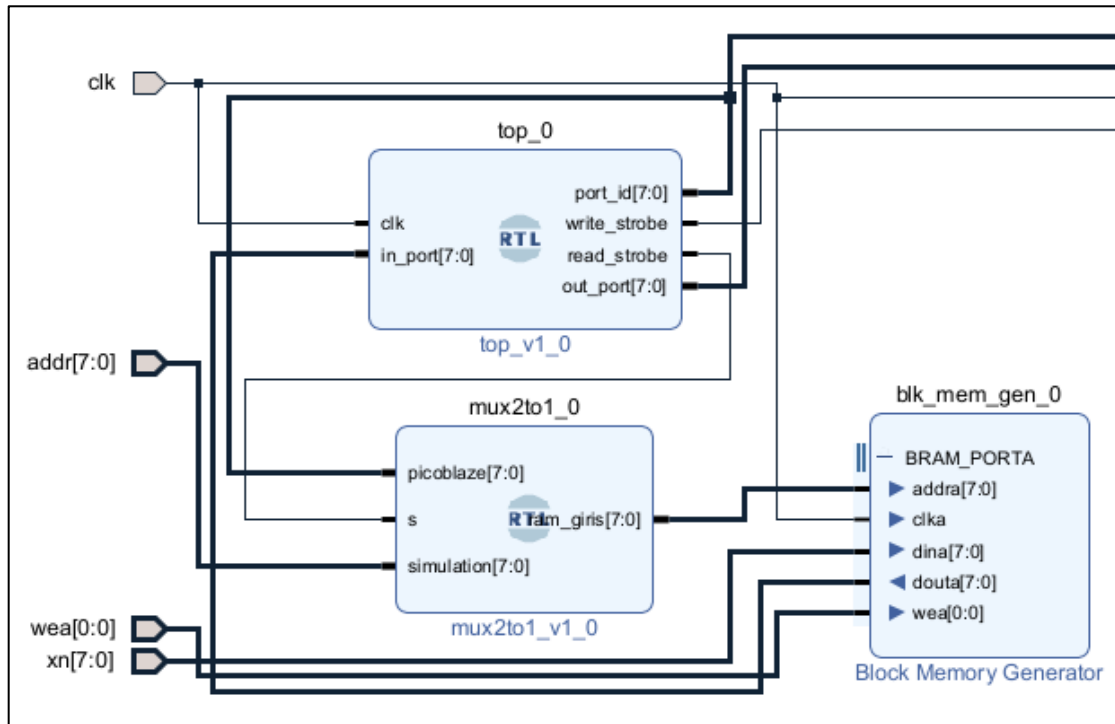 clk
top_0
port_id[7:0]
clk
write_strobe
RTL
in_port[7:0]
read_strobe
out_port[7:0]
top_v1_0
addr[7:0]
mux2to1_0
picoblaze[7:0]
s
RTL
ram_giris[7:0]
simulation[7:0]
mux2to1_v1_0
blk_mem_gen_0
BRAM_PORTA
addra[7:0]
clka
dina[7:0]
douta[7:0]
wea[0:0]
Block Memory Generator
wea[0:0]
xn[7:0]